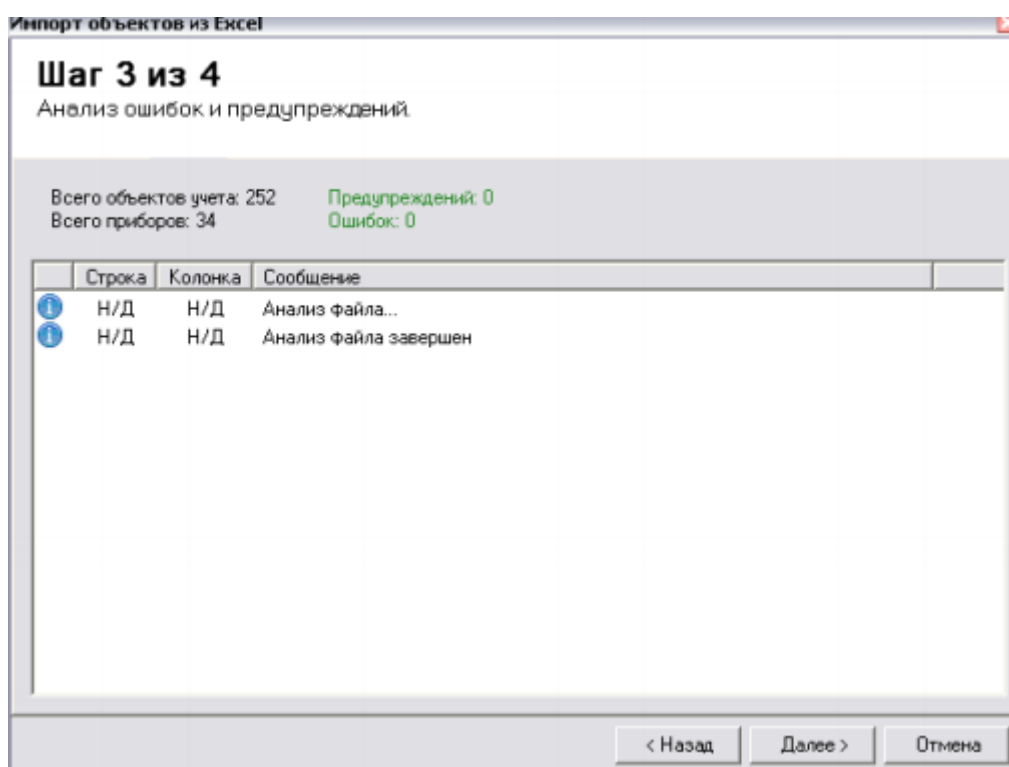 Импорт объектов из Excel
Шаг 3 из 4
Анализ ошибок и предупреждений.
Всего объектов учета: 252 Предупреждений: 0
Всего приборов: 34 Ошибок: 0
Строка Колонка Сообщение
Н/Д Н/Д Анализ файла...
Н/Д Н/Д Анализ файла завершен
< Назад Далее > Отмена